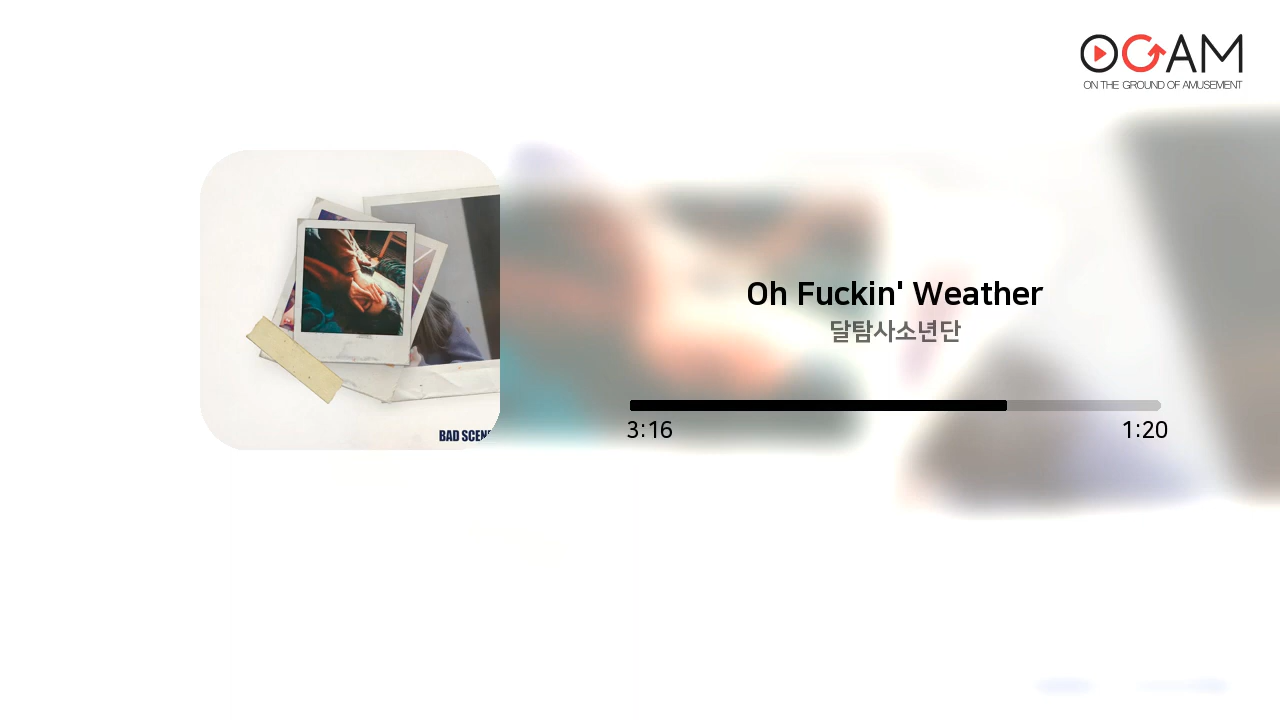 OGAM
ON THE GROUND OF AMUSEMENT
Oh Fuckin' Weather
달탐사소년단
3:16
1:20
BAD SCENE